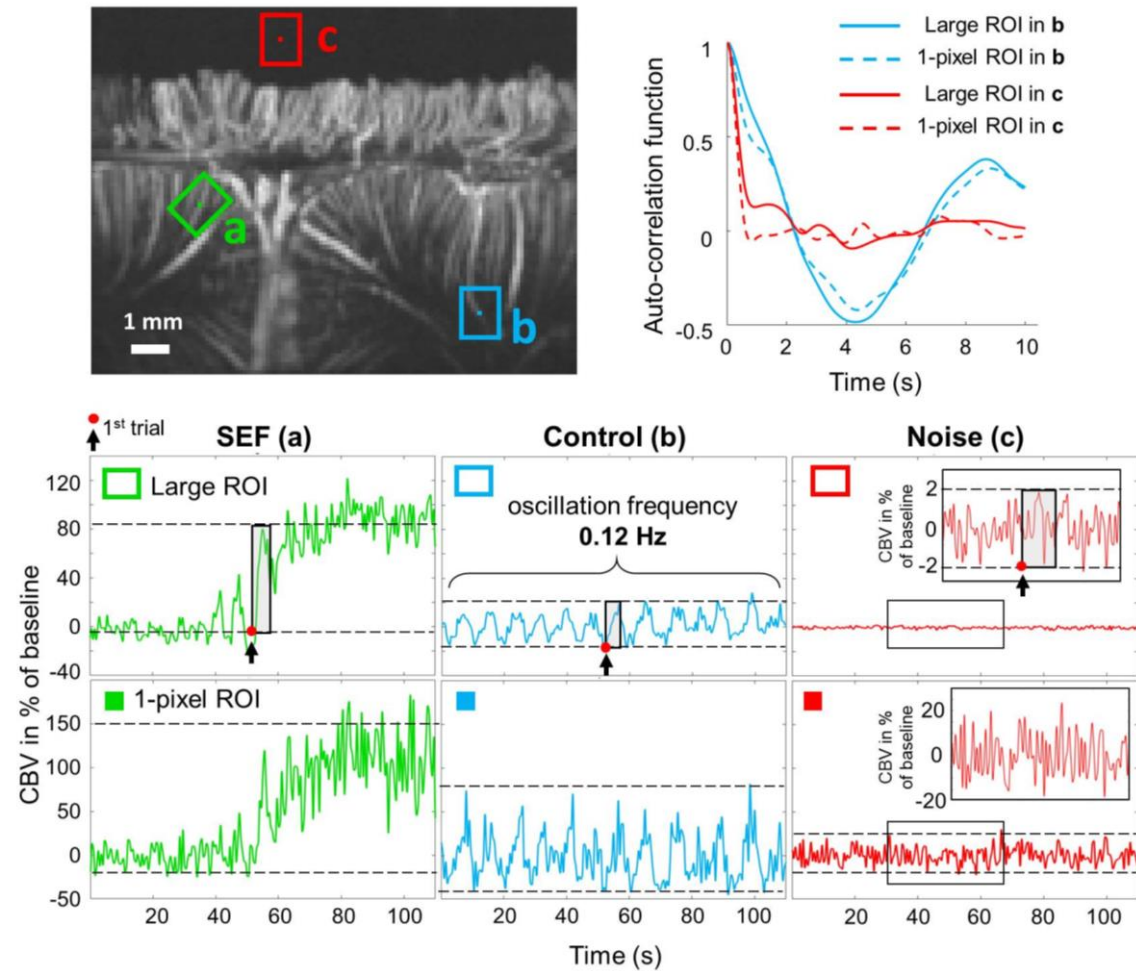 c
a
b
1 mm
Large ROI in b
1-pixel ROI in b
Large ROI in c
1-pixel ROI in c
Auto-correlation function
1
0.5
0
-0.5
0 2 4 6 8 10
Time (s)
1st trial
SEF (a)
Control (b)
Noise (c)
CBV in % of baseline
120
80
40
0
-40
Large ROI
oscillation frequency
0.12 Hz
CBV in %
of baseline
2
0
-2
150
100
50
0
-50
1-pixel ROI
CBV in %
of baseline
20
0
-20
20 40 60 80 100
20 40 60 80 100
20 40 60 80 100
Time (s)